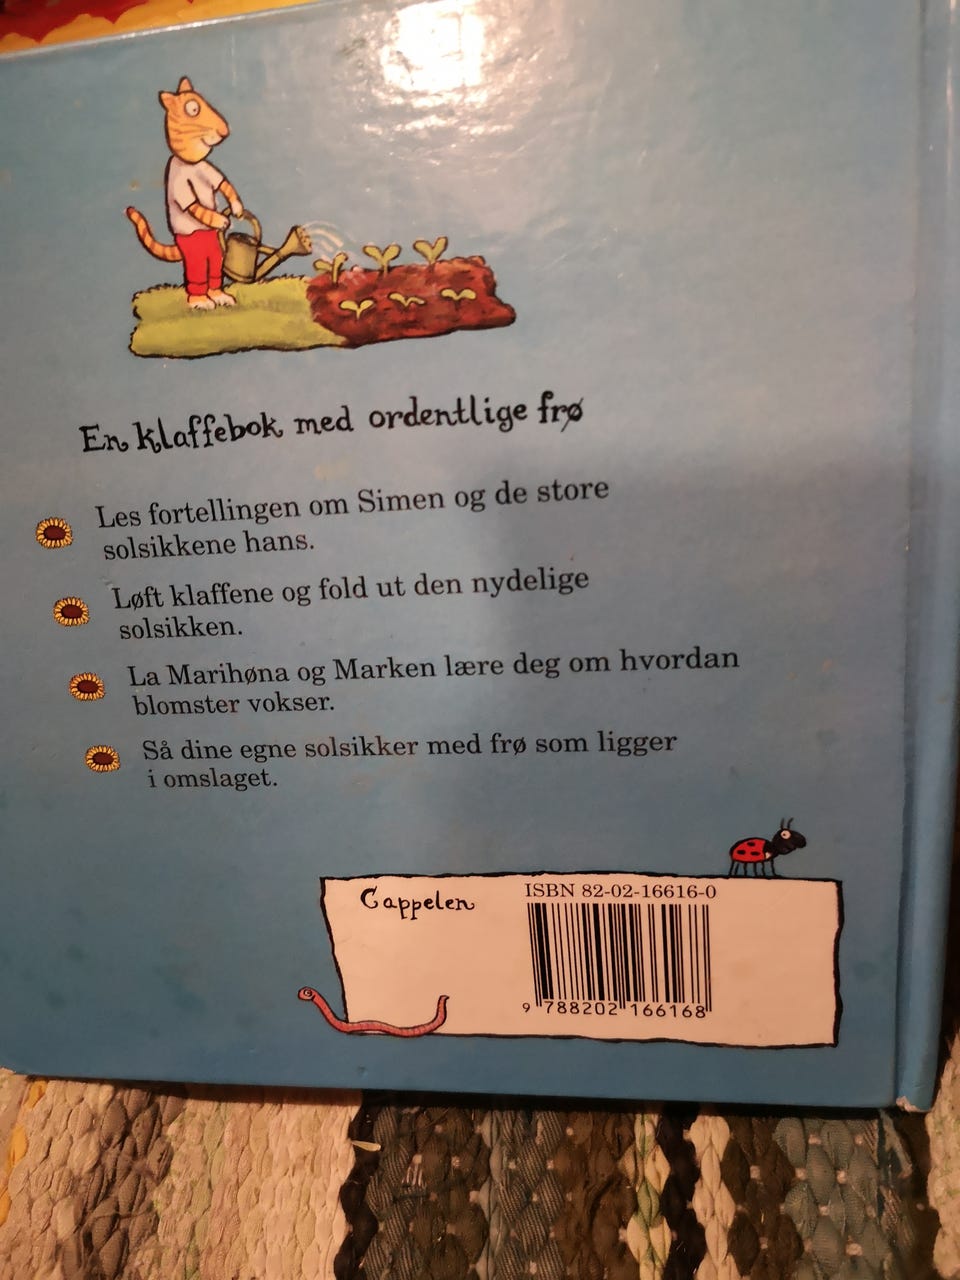 En klaffebok med ordentlige frø
Les fortellingen om Simen og de store
solsikkene hans.
Løft klaffene og fold ut den nydelige
solsikken.
La Marihøna og Marken lære deg om hvordan
blomster vokser.
Så dine egne solsikker med frø som ligger
i omslaget.
Cappelen
ISBN 82-02-16616-0
9 788202 166168